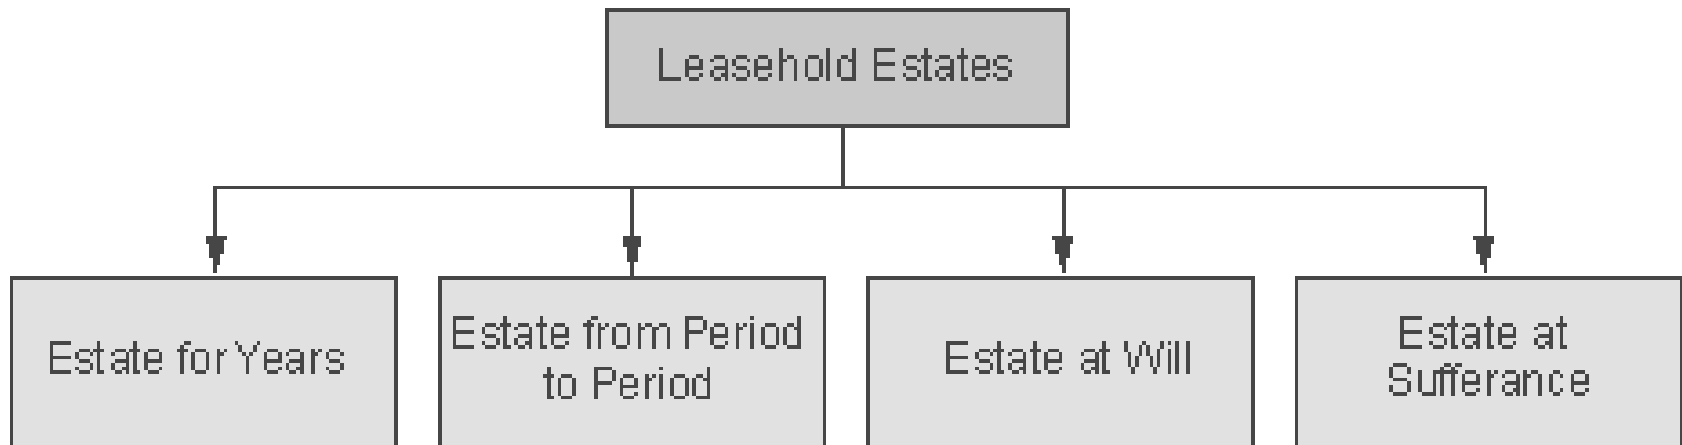 Leasehold Estates
Estate for Years
Estate from Period
to Period
Estate at Will
Estate at
Sufferance